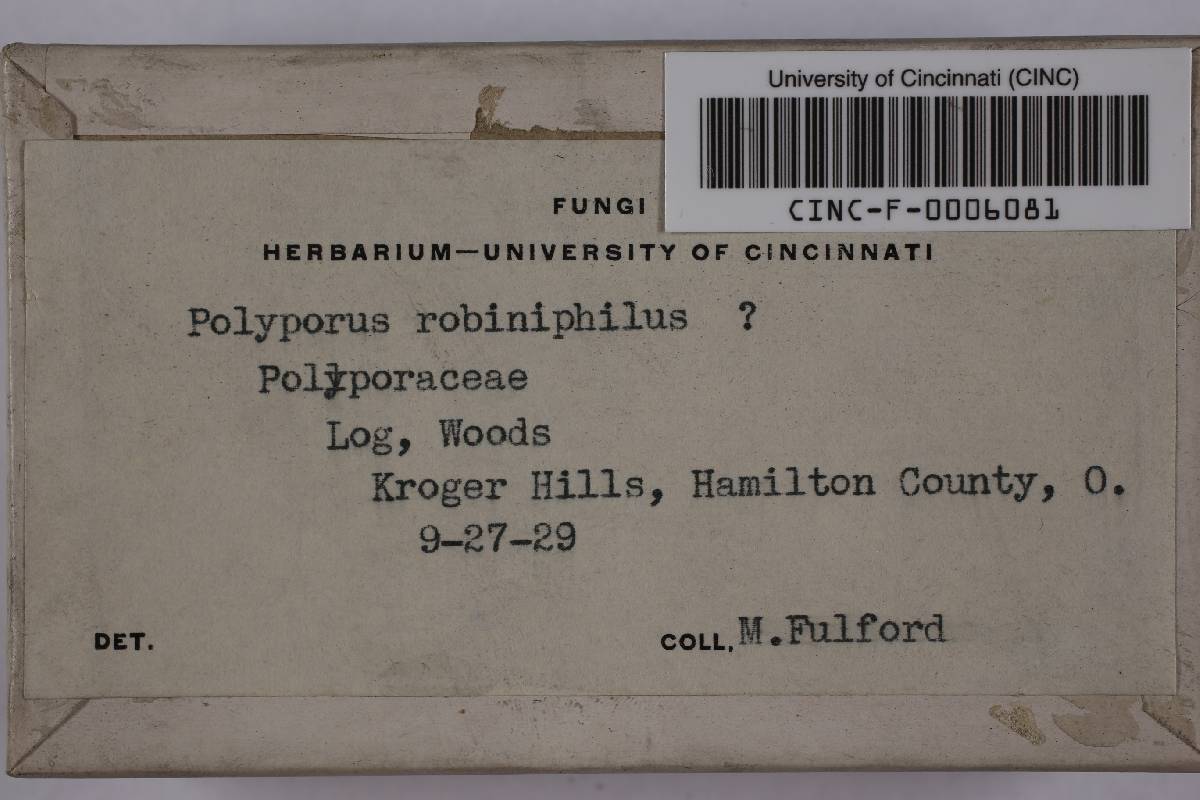 University of Cincinnati (CINC)
CINC-F-0006081
FUNGI
HERBARIUM—UNIVERSITY OF CINCINNATI
Polyporus robiniphilus ?
Polyporaceae
Log, Woods
Kroger Hills, Hamilton County, O.
9-27-29
DET.
COLL. M.Fulford